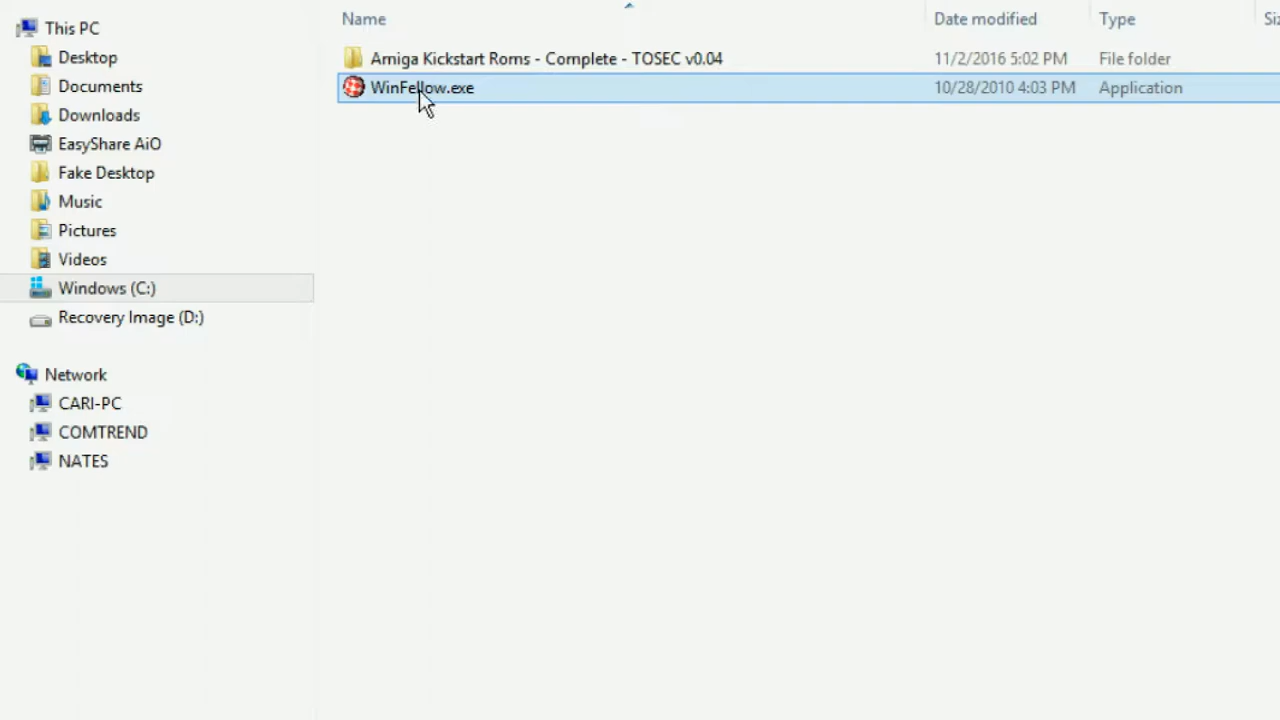 Name Date modified Type Siz
This PC
Desktop
Documents
Downloads
EasyShare AiO
Fake Desktop
Music
Pictures
Videos
Windows (C:)
Recovery Image (D:)
Network
CARI-PC
COMTREND
NATES
Amiga Kickstart Roms - Complete - TOSEC v0.04 11/2/2016 5:02 PM File folder
WinFellow.exe 10/28/2010 4:03 PM Application